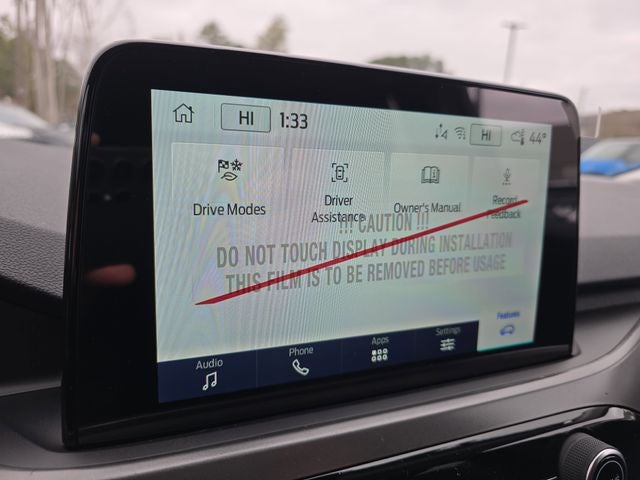 HI 1:33 HI 44°
Drive Modes
Driver
Assistance
Owner's Manual
Record
Feedback
!!! CAUTION !!!
DO NOT TOUCH DISPLAY DURING INSTALLATION
THIS FILM IS TO BE REMOVED BEFORE USAGE
Audio Phone Apps Settings Features